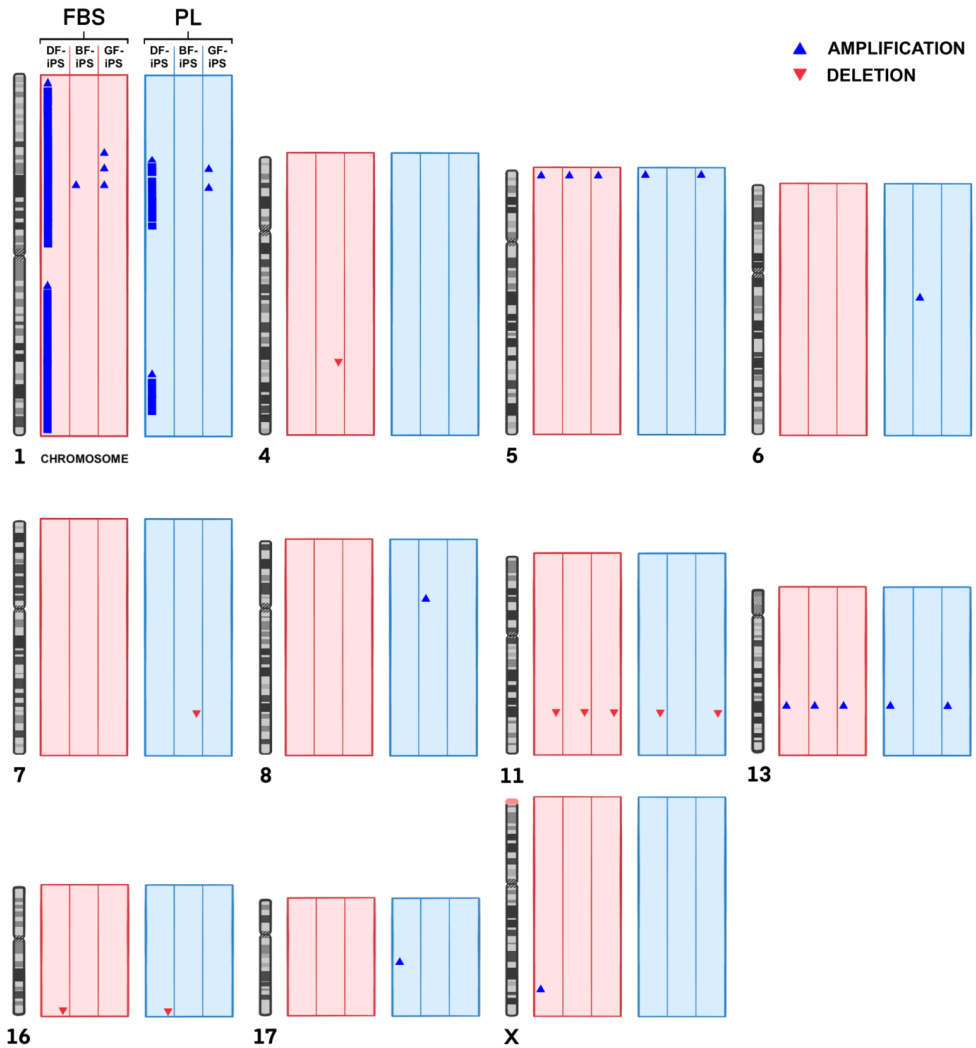 FBS PL
DF- BF- GF- DF- BF- GF-
iPS iPS iPS iPS iPS iPS
AMPLIFICATION
DELETION
1 CHROMOSOME 4 5 6
7 8 11 13
16 17 X